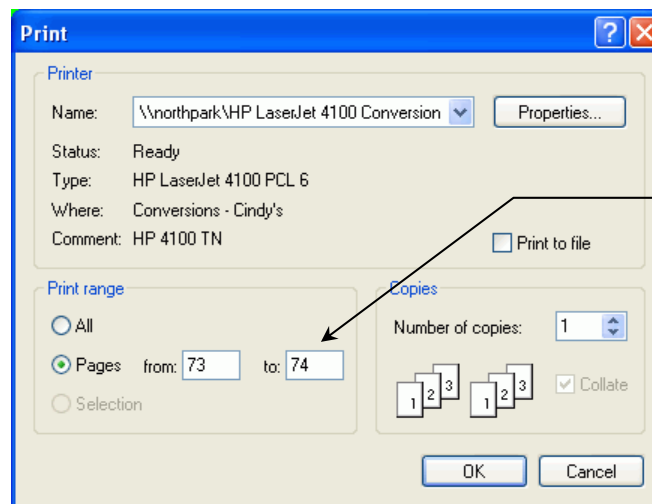 Print
Printer
Name: \\northpark\HP LaserJet 4100 Conversion Properties...
Status: Ready
Type: HP LaserJet 4100 PCL 6
Where: Conversions - Cindy's
Comment: HP 4100 TN
Print to file
Print range
All
Pages from: 73 to: 74
Selection
Copies
Number of copies: 1
1 2 3 1 2 3 Collate
OK Cancel